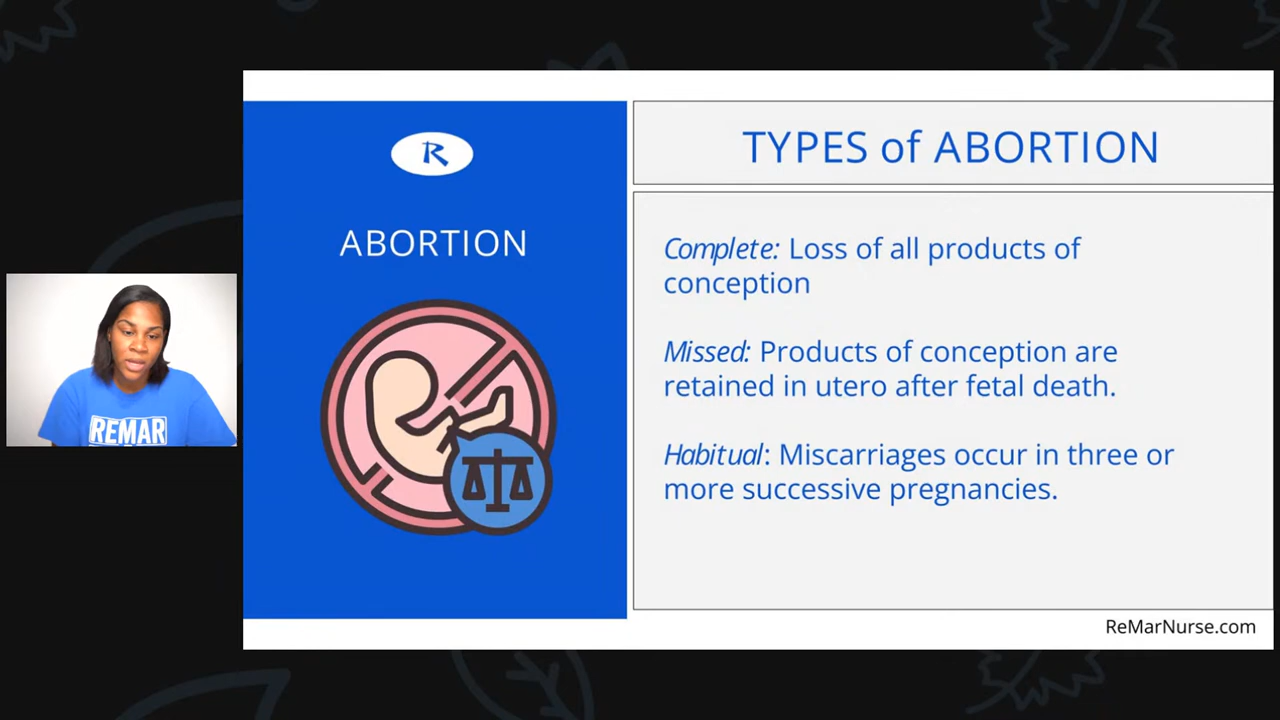 R
ABORTION
TYPES of ABORTION
Complete: Loss of all products of
conception
Missed: Products of conception are
retained in utero after fetal death.
Habitual: Miscarriages occur in three or
more successive pregnancies.
REMAR
ReMarNurse.com